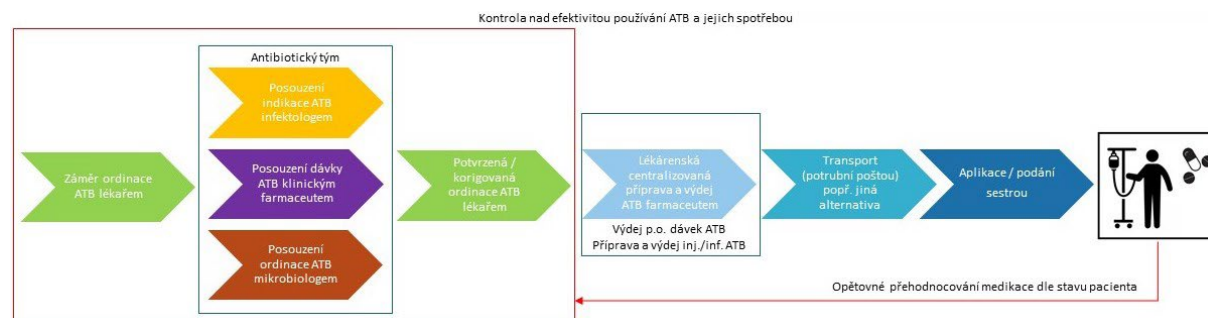 Kontrola nad efektivitou používání ATB a jejich spotřebou
Antibiotický tým
Posouzení
indikace ATB
infektologem
Záměr ordinace
ATB lékařem
Posouzení dávky
ATB klinickým
farmaceutem
Posouzení
ordinace ATB
mikrobiologem
Potvrzená /
korigovaná
ordinace ATB
lékařem
Lékárenská
centralizovaná
příprava a výdej
ATB farmaceutem
Výdej p.o. dávek ATB
Příprava a výdej inj./inf. ATB
Transport
(potrubní poštou)
popř. jiná
alternativa
Aplikace / podání
sestrou
Opětovné přehodnocování medikace dle stavu pacienta